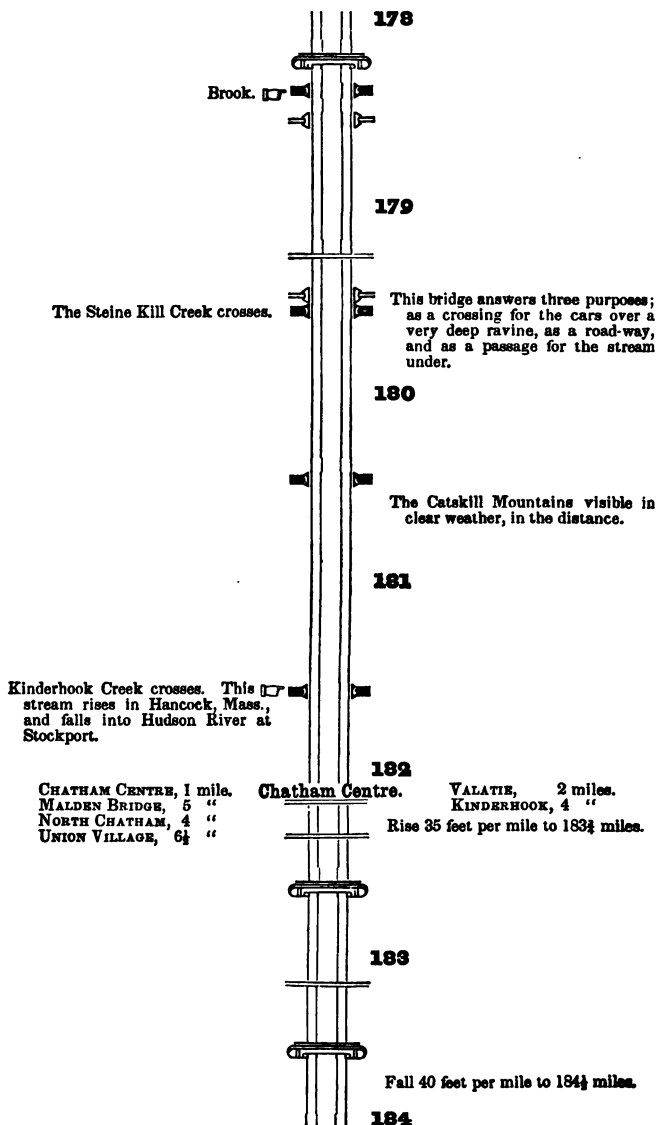 178
Brook.
179
The Steine Kill Creek crosses.
This bridge answers three purposes;
as a crossing for the cars over a
very deep ravine, as a road-way,
and as a passage for the stream
under.
180
The Catskill Mountains visible in
clear weather, in the distance.
181
Kinderhook Creek crosses. This
stream rises in Hancock, Mass.,
and falls into Hudson River at
Stockport.
182
Chatham Centre.
CHATHAM CENTRE, 1 mile.
MALDEN BRIDGE, 5 "
NORTH CHATHAM, 4 "
UNION VILLAGE, 6½ "
VALATIE, 2 miles.
KINDERHOOK, 4 "
Rise 35 feet per mile to 183¾ miles.
183
Fall 40 feet per mile to 184½ miles.
184